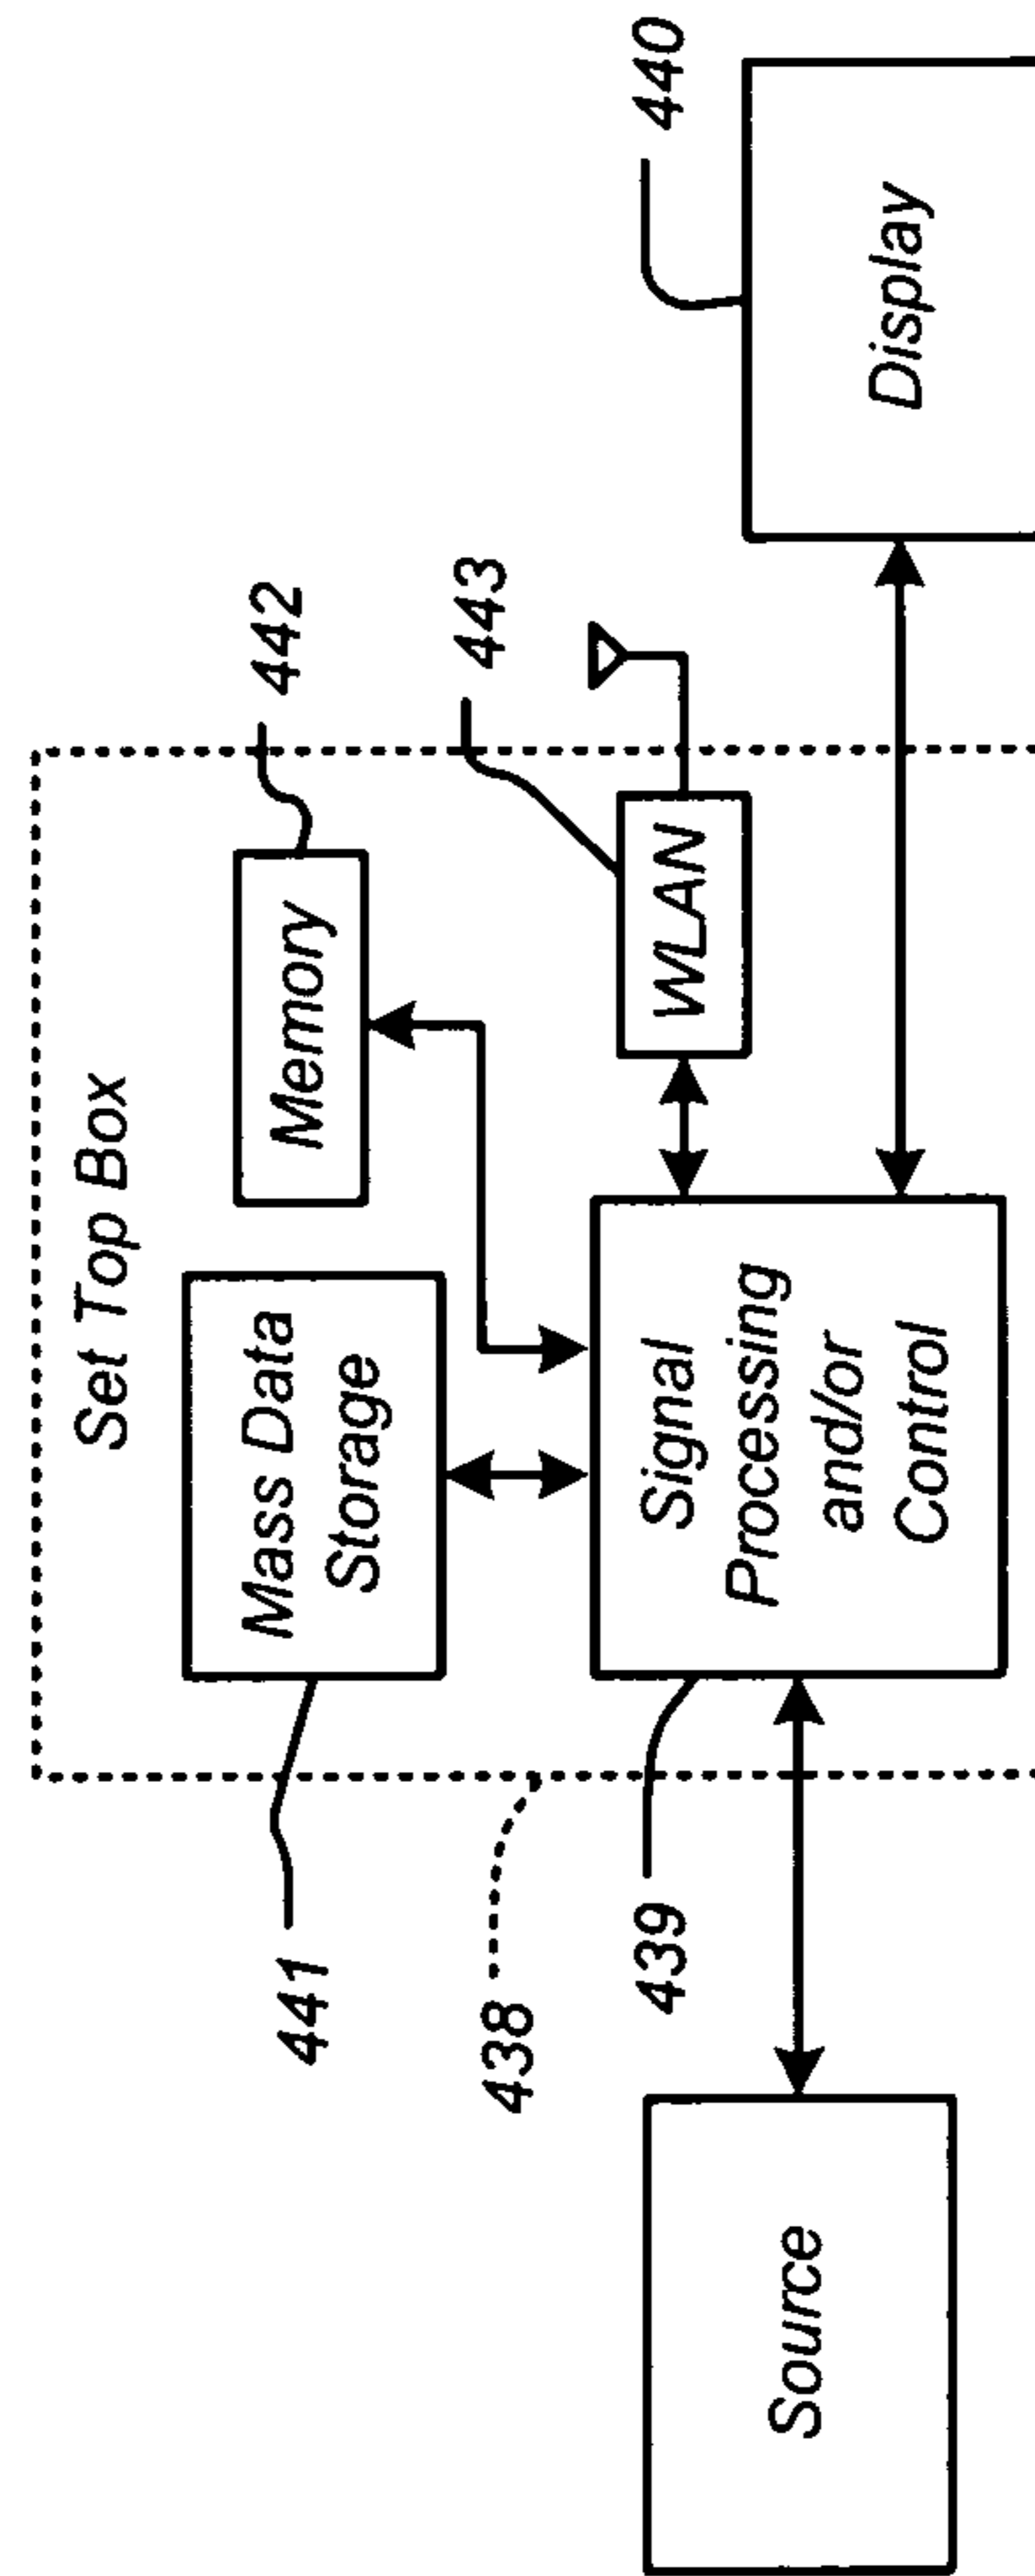 Set Top Box
441
Mass Data
Storage
Memory
442
438
443
WLAN
439
Signal
Processing
and/or
Control
440
Source
Display